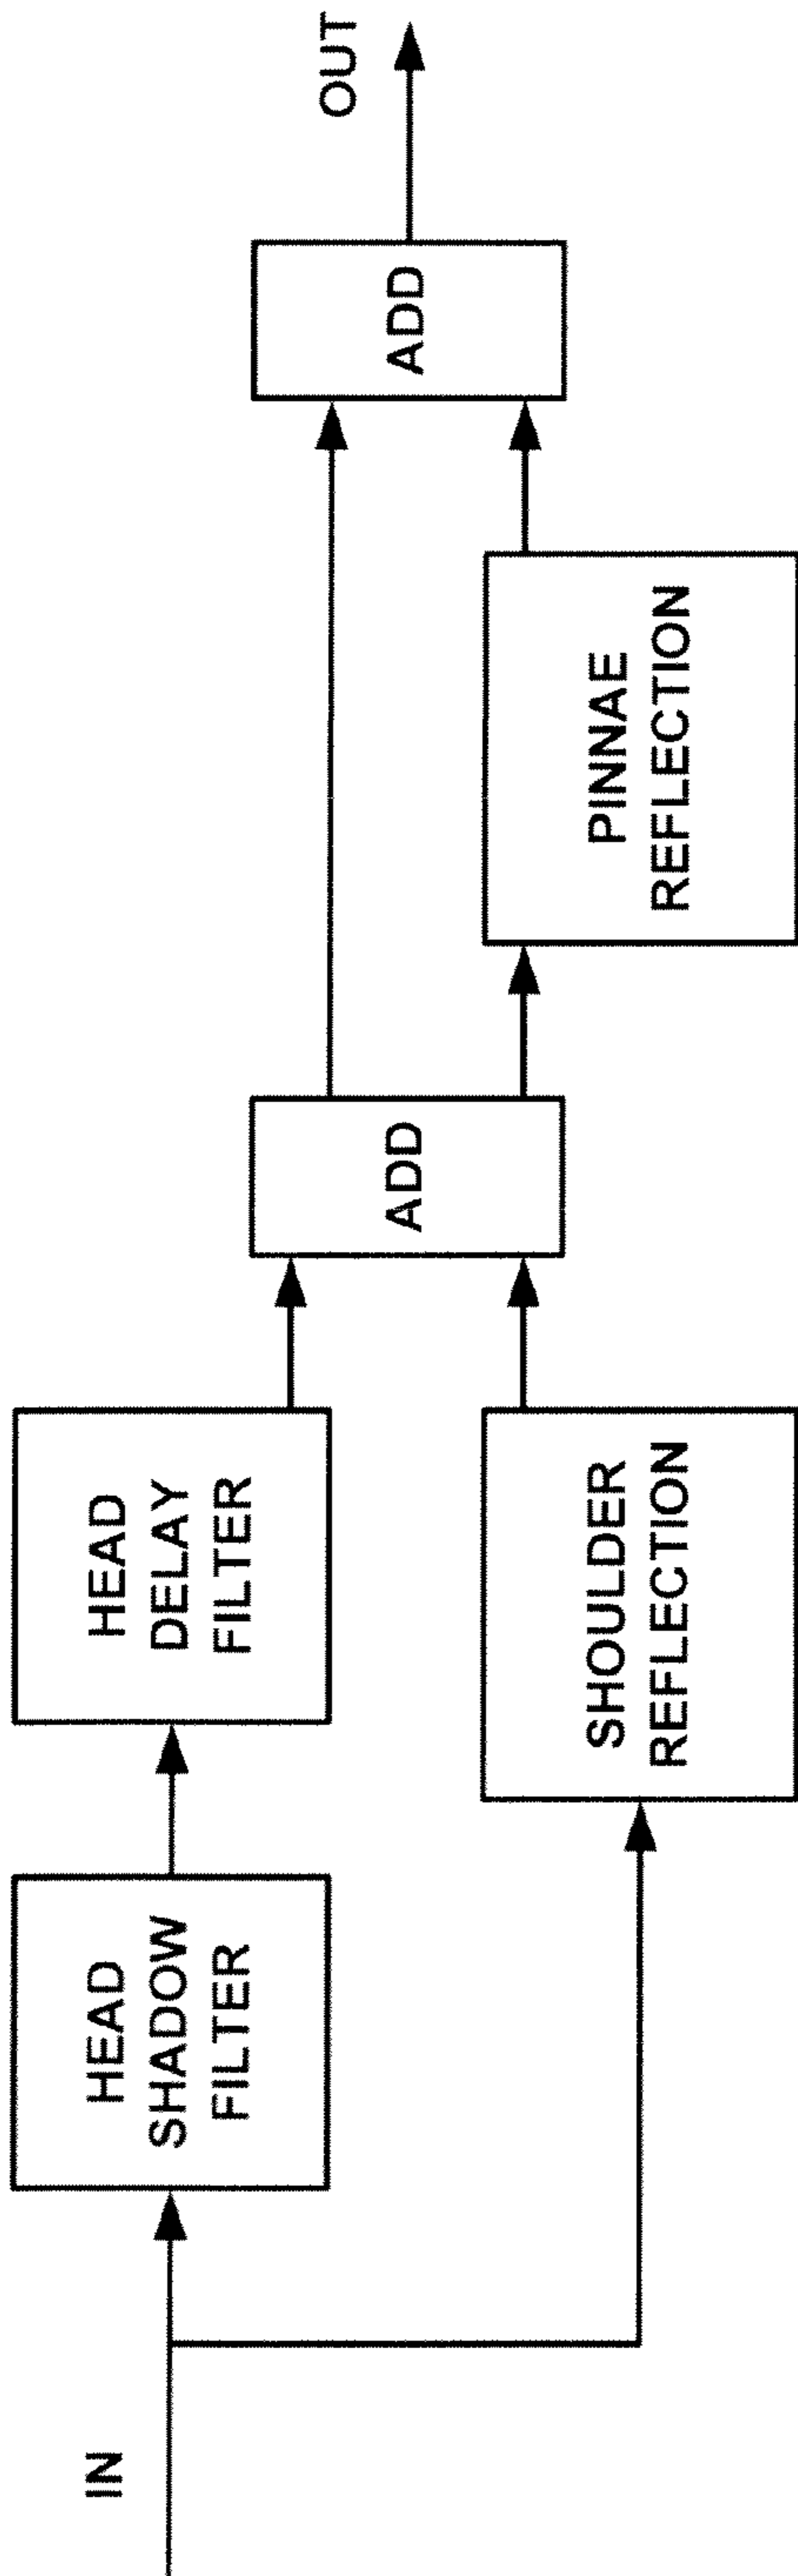 IN
HEAD
SHADOW
FILTER
HEAD
DELAY
FILTER
SHOULDER
REFLECTION
ADD
PINNAE
REFLECTION
ADD
OUT